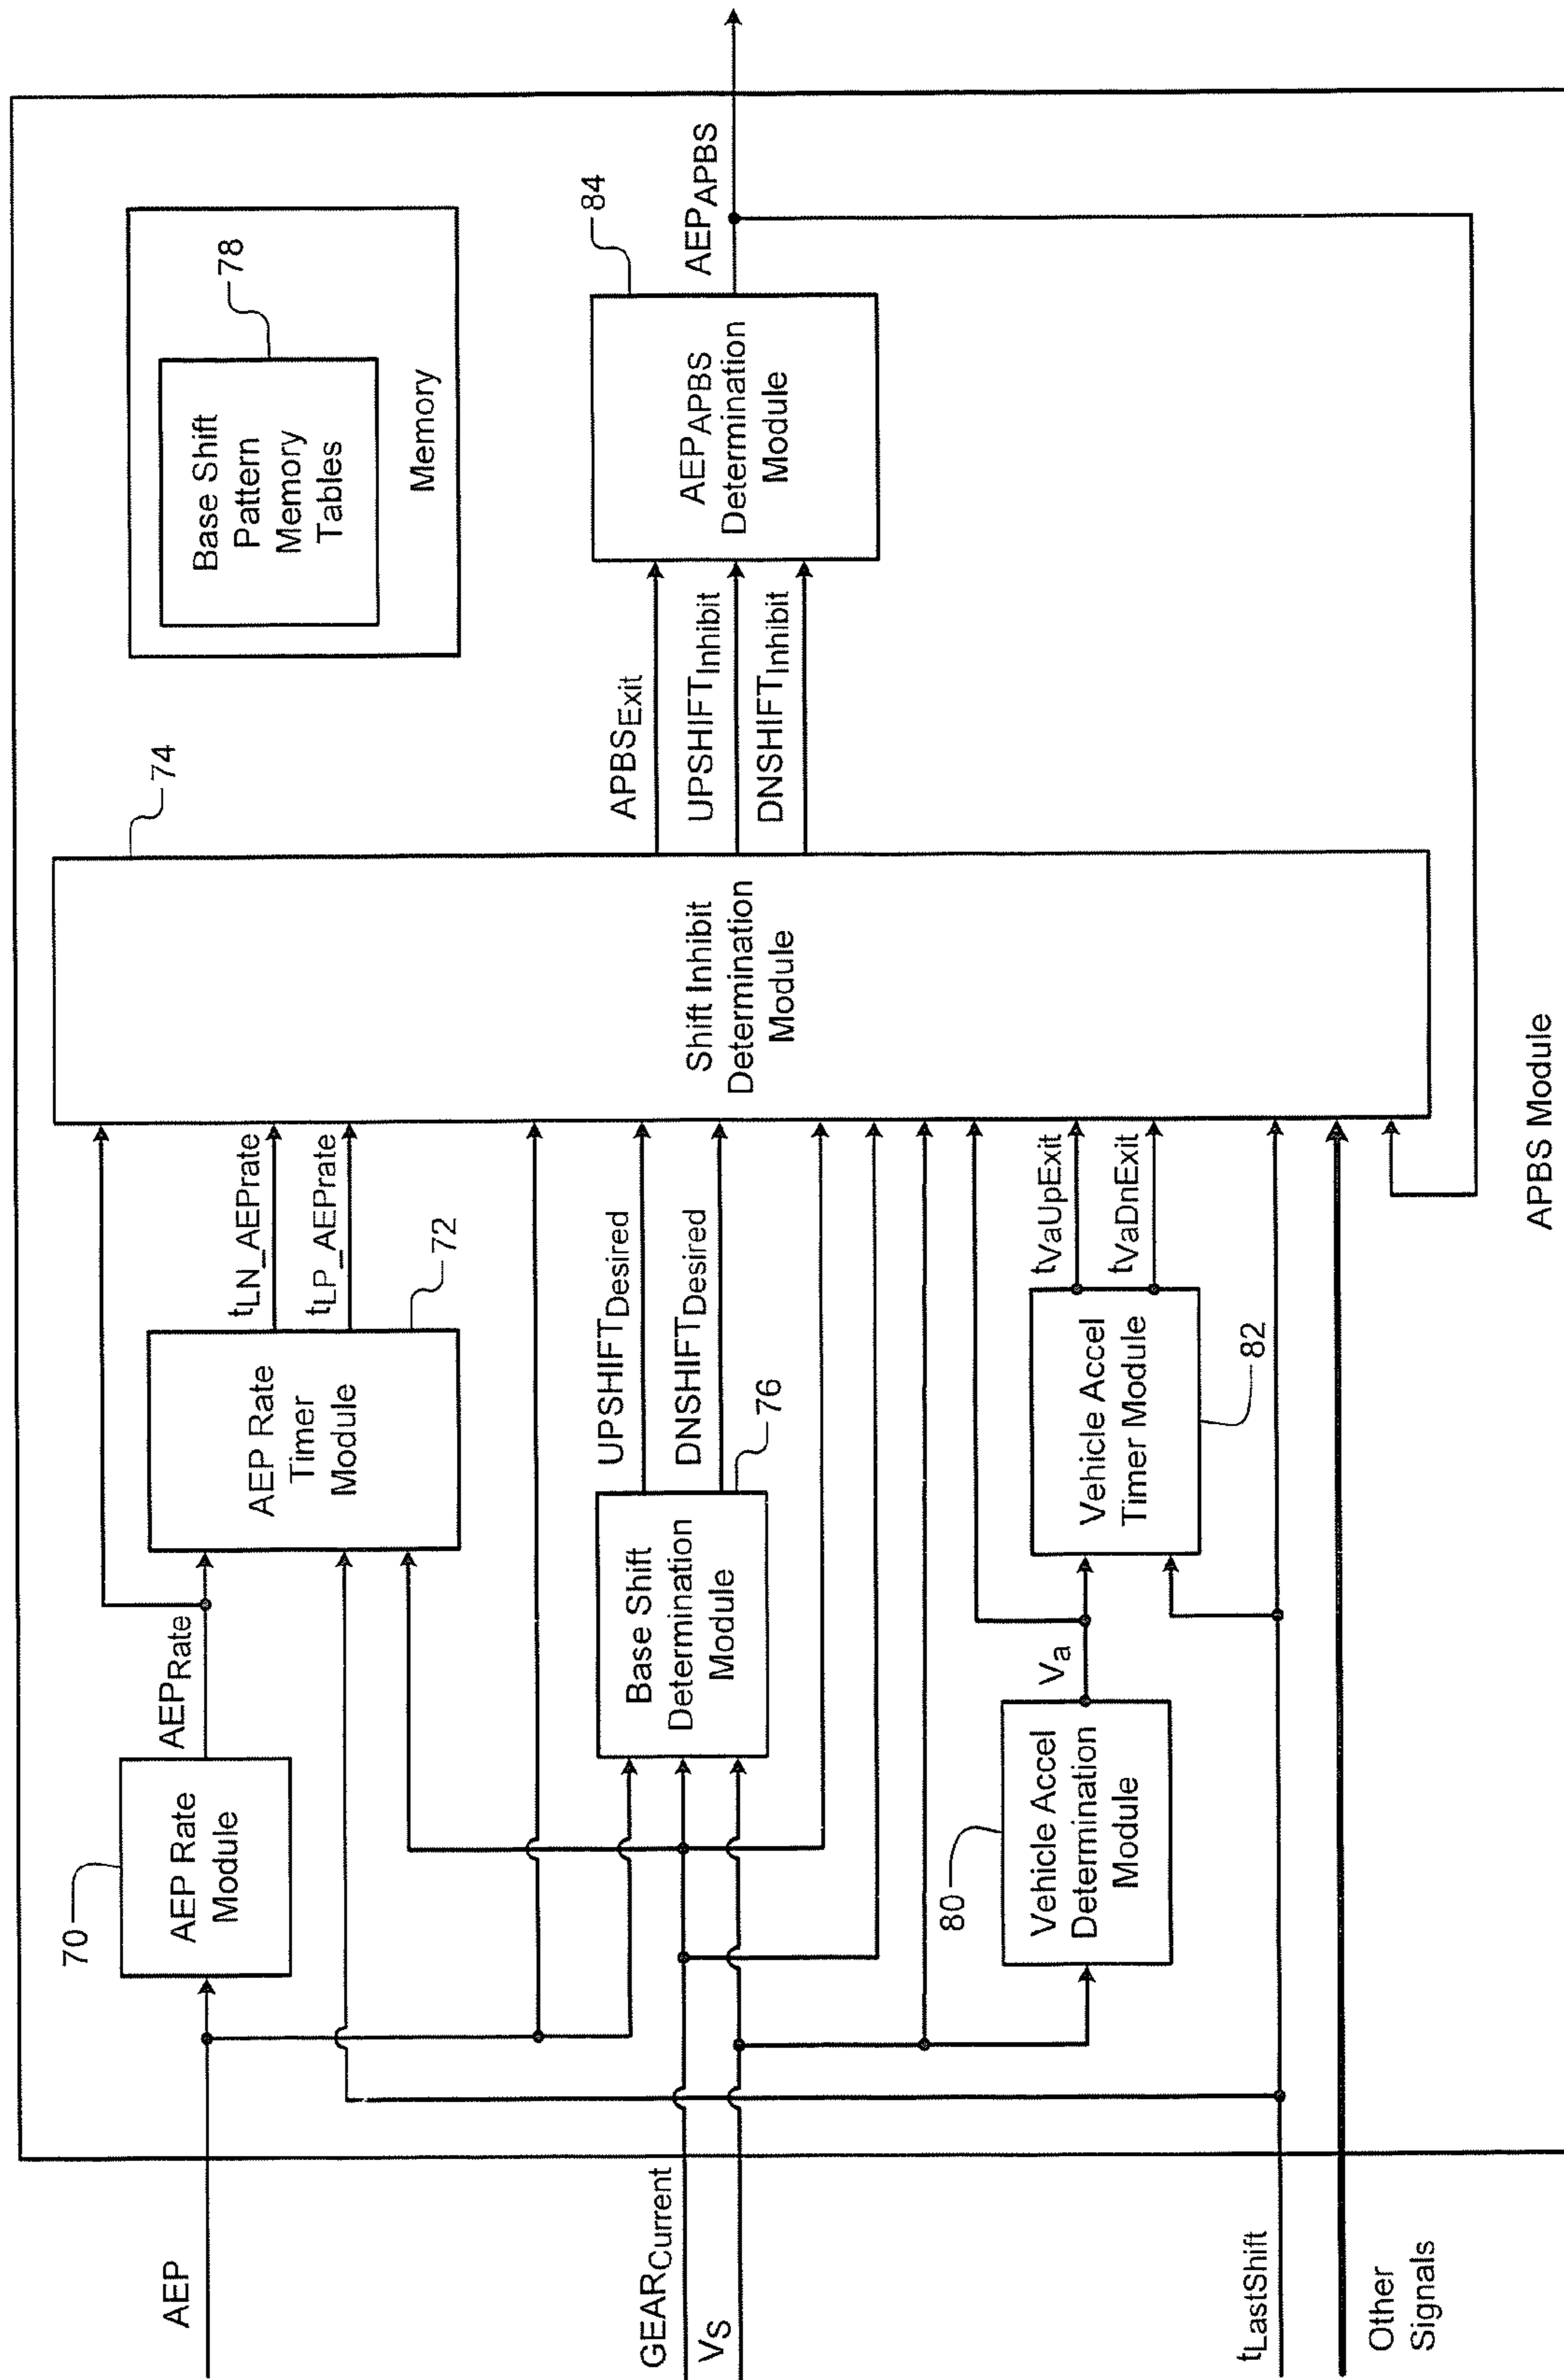 AEP
GEARCurrent
VS
tLastShift
Other
Signals
70
AEP Rate
Module
AEPRate
AEP Rate
Timer
Module
72
tLN_AEPrate
tLP_AEPrate
Base Shift
Determination
Module
76
UPSHIFTDesired
DNSHIFTDesired
80
Vehicle Accel
Determination
Module
Va
Vehicle Accel
Timer Module
82
tVaUpExit
tVaDnExit
Shift Inhibit
Determination
Module
74
APBSExit
UPSHIFTInhibit
DNSHIFTInhibit
Base Shift
Pattern
Memory
Tables
78
Memory
AEPAPBS
Determination
Module
84
AEPAPBS
APBS Module